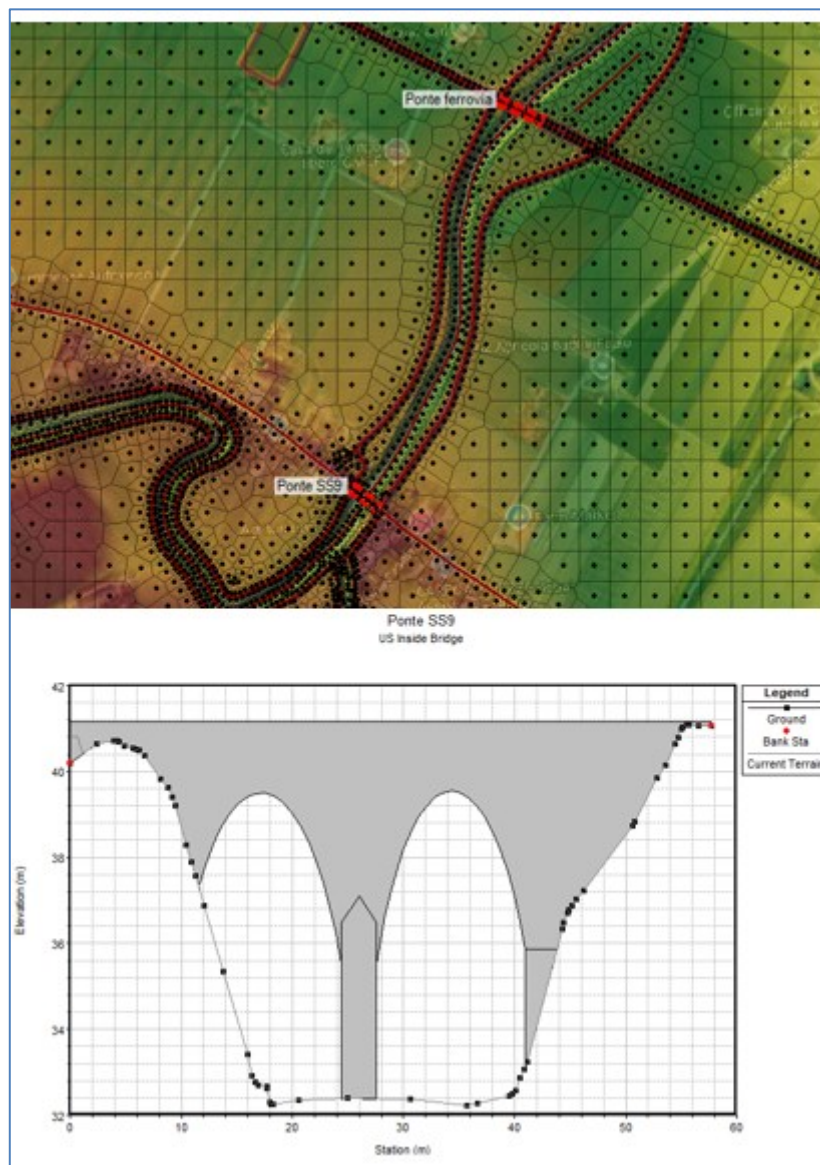 Ponte ferrovia
Ponte SS9
Ponte SS9
US Inside Bridge
Legend
Ground
Bank Sta
Current Terrain
Elevation (m)
42
40
38
36
34
32
0
10
20
30
40
50
60
Station (m)